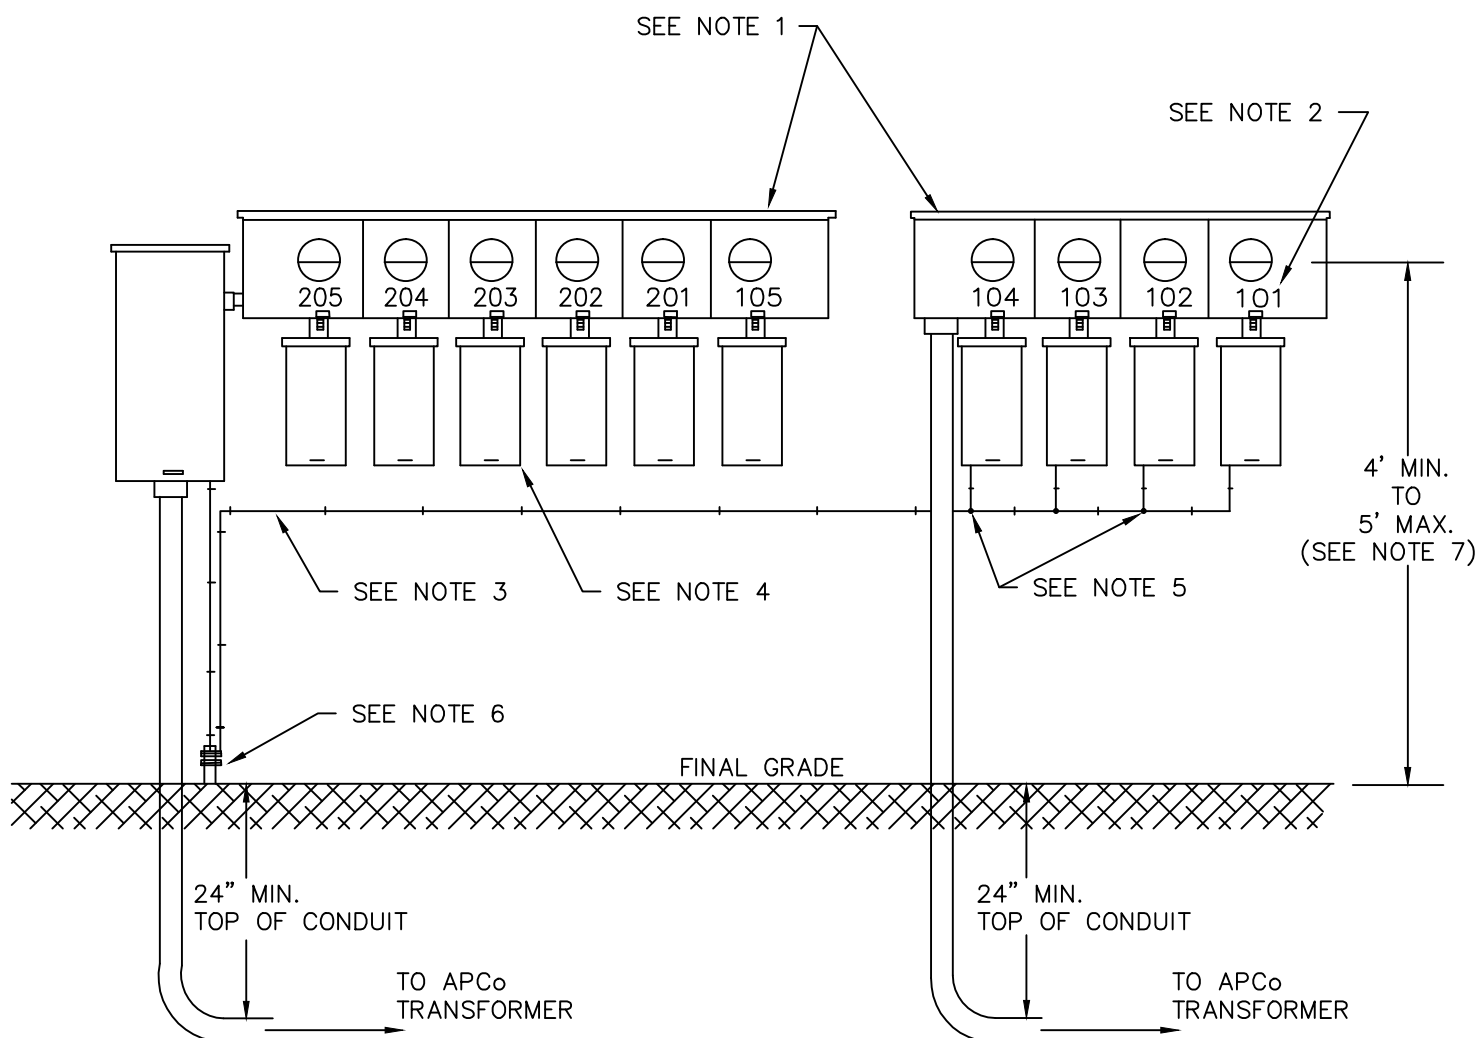 SEE NOTE 1
SEE NOTE 2
205 204 203 202 201 105
104 103 102 101
4' MIN.
TO
5' MAX.
(SEE NOTE 7)
SEE NOTE 3
SEE NOTE 4
SEE NOTE 5
SEE NOTE 6
FINAL GRADE
24" MIN.
TOP OF CONDUIT
24" MIN.
TOP OF CONDUIT
TO APCo
TRANSFORMER
TO APCo
TRANSFORMER